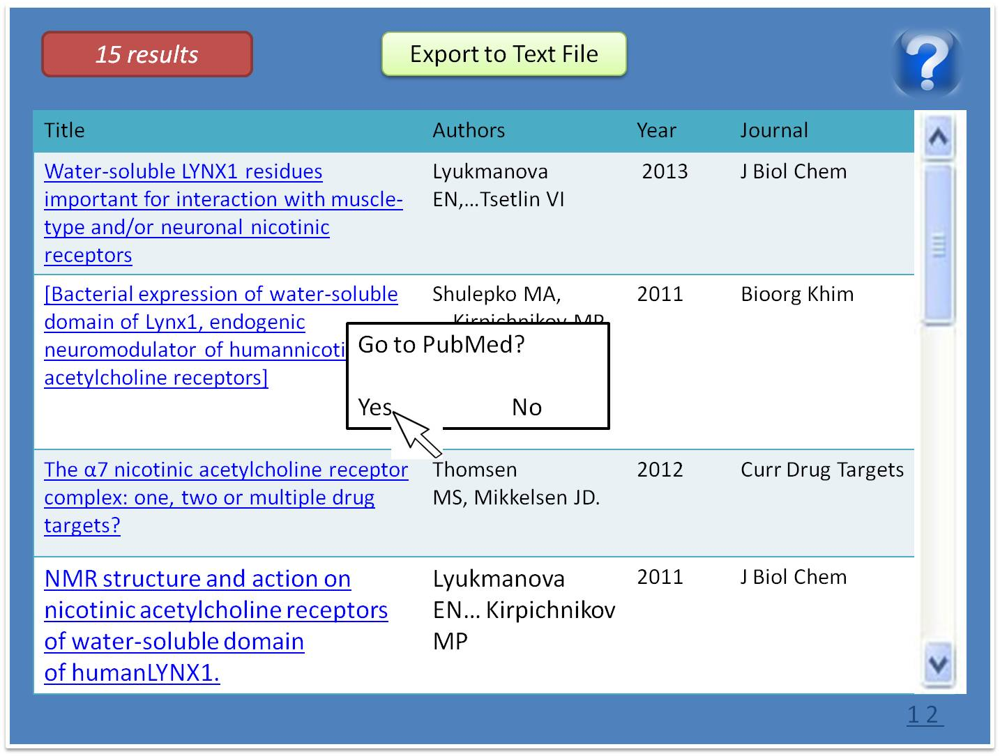 15 results
Export to Text File
?
Title Authors Year Journal
Water-soluble LYNX1 residues
important for interaction with muscle-
type and/or neuronal nicotinic
receptors
Lyukmanova
EN,...Tsetlin VI
2013
J Biol Chem
[Bacterial expression of water-soluble
domain of Lynx1, endogenic
neuromodulator of humannicoti
acetylcholine receptors]
Shulepko MA,
Kirpichnikov MP
2011
Bioorg Khim
Go to PubMed?
Yes No
The α7 nicotinic acetylcholine receptor
complex: one, two or multiple drug
targets?
Thomsen
MS, Mikkelsen JD.
2012
Curr Drug Targets
NMR structure and action on
nicotinic acetylcholine receptors
of water-soluble domain
of humanLYNX1.
Lyukmanova
EN... Kirpichnikov
MP
2011
J Biol Chem
1 2